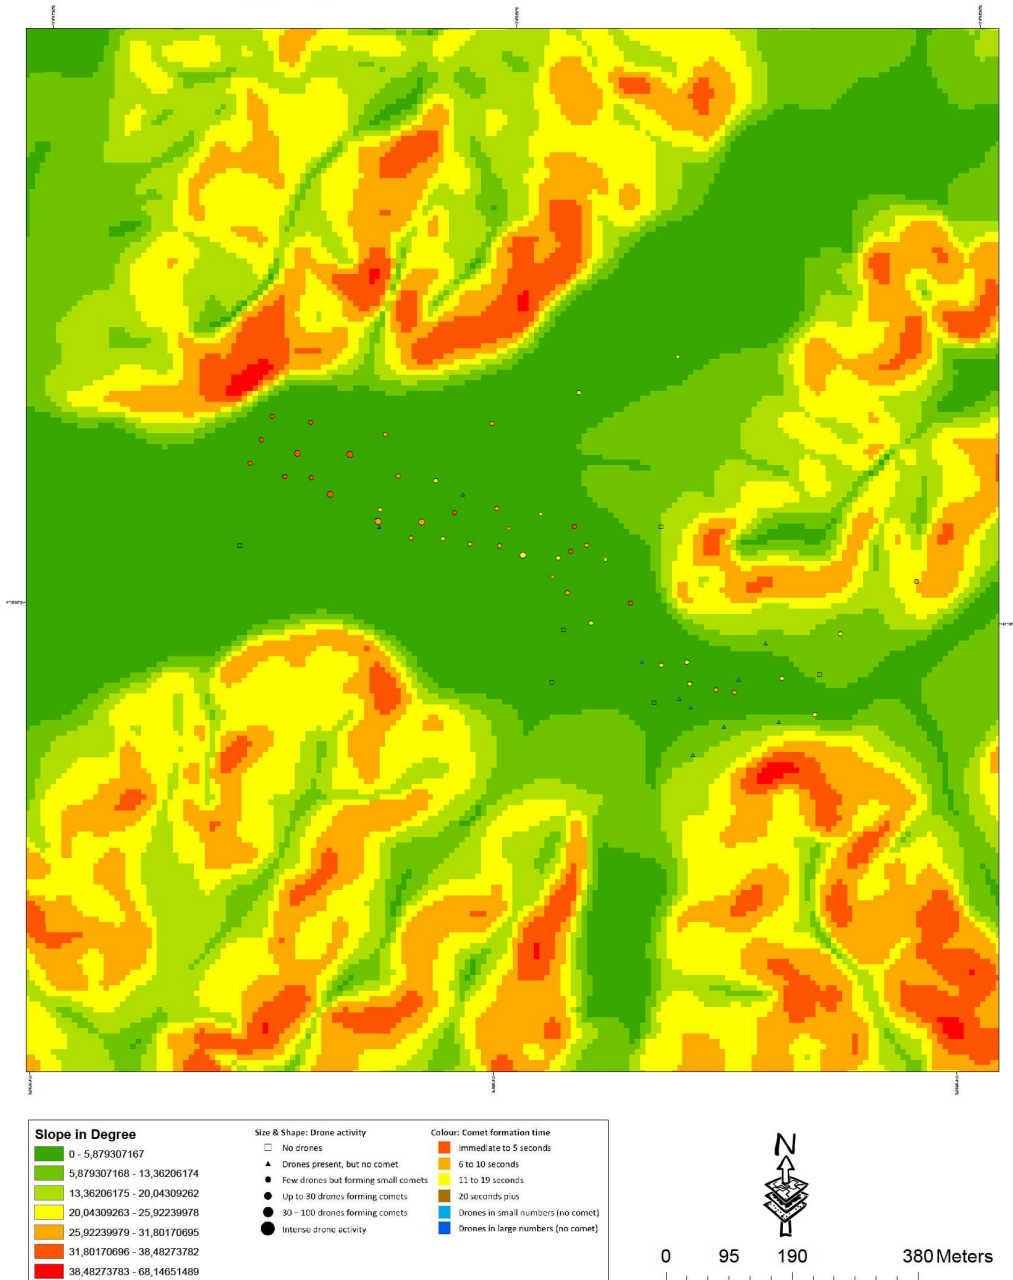 N
Slope in Degree
0 - 5,879307167
5,879307168 - 13,36206174
13,36206175 - 20,04309262
20,04309263 - 25,92239978
25,92239979 - 31,80170695
31,80170696 - 38,48273782
38,48273783 - 68,14651489
Size & Shape: Drone activity
No drones
Drones present, but no comet
Few drones but forming small comets
Up to 30 drones forming comets
30 – 100 drones forming comets
Intense drone activity
Colour: Comet formation time
Immediate to 5 seconds
6 to 10 seconds
11 to 19 seconds
20 seconds plus
Drones in small numbers (no comet)
Drones in large numbers (no comet)
0 95 190 380 Meters